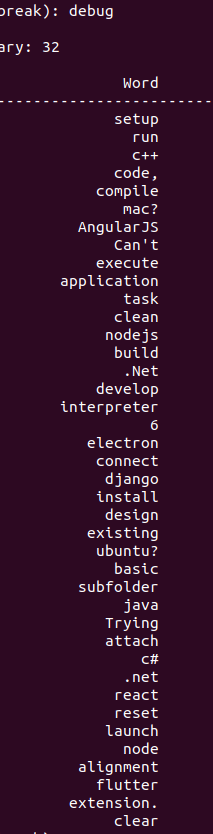 break): debug
ary: 32
Word
------------------------
setup
run
c++
code,
compile
mac?
AngularJS
Can't
execute
application
task
clean
nodejs
build
.Net
develop
interpreter
6
electron
connect
django
install
design
existing
ubuntu?
basic
subfolder
java
Trying
attach
c#
.net
react
reset
launch
node
alignment
flutter
extension.
clear